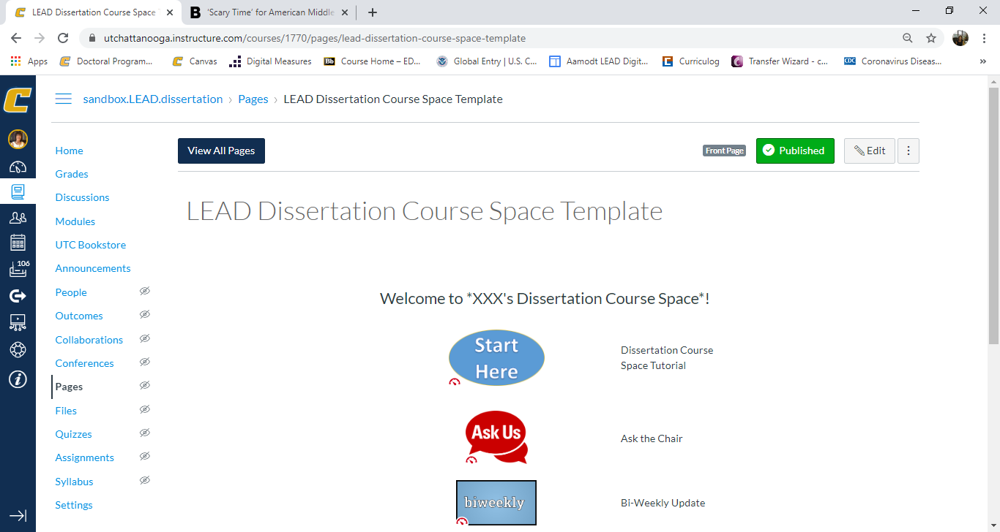 LEAD Dissertation Course Space T
'Scary Time' for American Middle
utchattanooga.instructure.com/courses/1770/pages/lead-dissertation-course-space-template
Apps Doctoral Program... Canvas Digital Measures Bb Course Home – ED... Global Entry | U.S. C... Aamodt LEAD Digit... Curriculog Transfer Wizard - c... CDC Coronavirus Diseas... »
sandbox.LEAD.dissertation › Pages › LEAD Dissertation Course Space Template
View All Pages Front Page Published Edit
Home
Grades
Discussions
Modules
UTC Bookstore
Announcements
People
Outcomes
Collaborations
Conferences
Pages
Files
Quizzes
Assignments
Syllabus
Settings
106
LEAD Dissertation Course Space Template
Welcome to *XXX's Dissertation Course Space*!
Start
Here
Dissertation Course
Space Tutorial
Ask Us
Ask the Chair
biweekly
Bi-Weekly Update